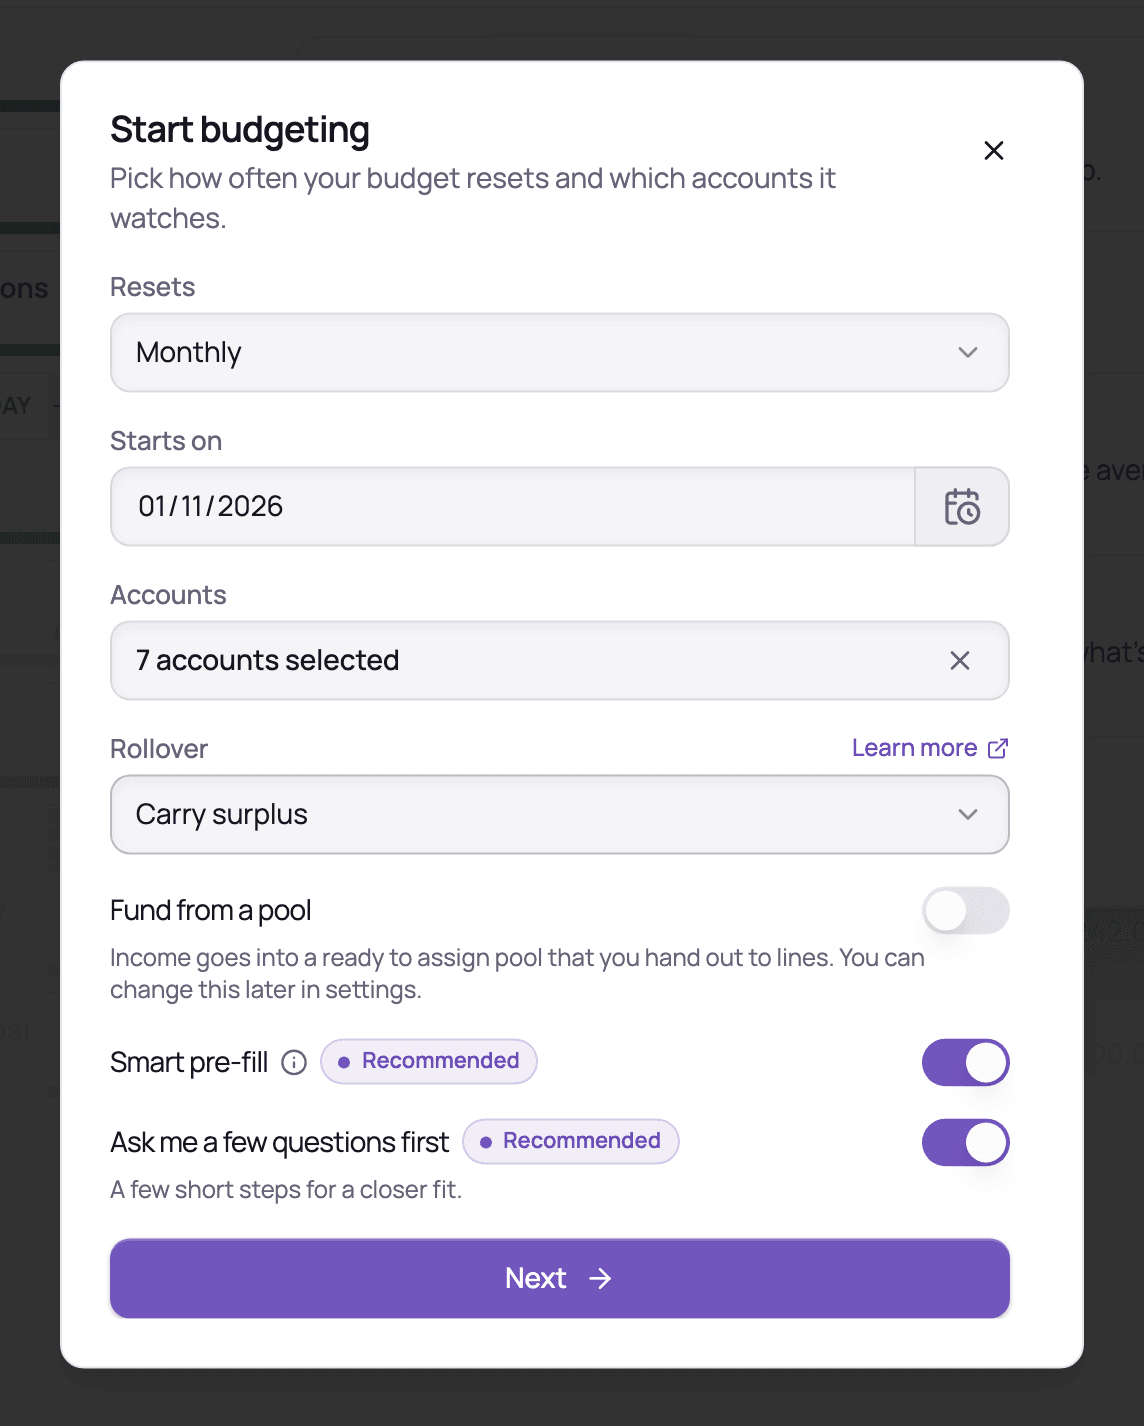 Start budgeting
Pick how often your budget resets and which accounts it
watches.
Resets
Monthly
Starts on
01/11/2026
Accounts
7 accounts selected
Rollover
Learn more
Carry surplus
Fund from a pool
Income goes into a ready to assign pool that you hand out to lines. You can
change this later in settings.
Smart pre-fill
Recommended
Ask me a few questions first
Recommended
A few short steps for a closer fit.
Next
ons
DAY